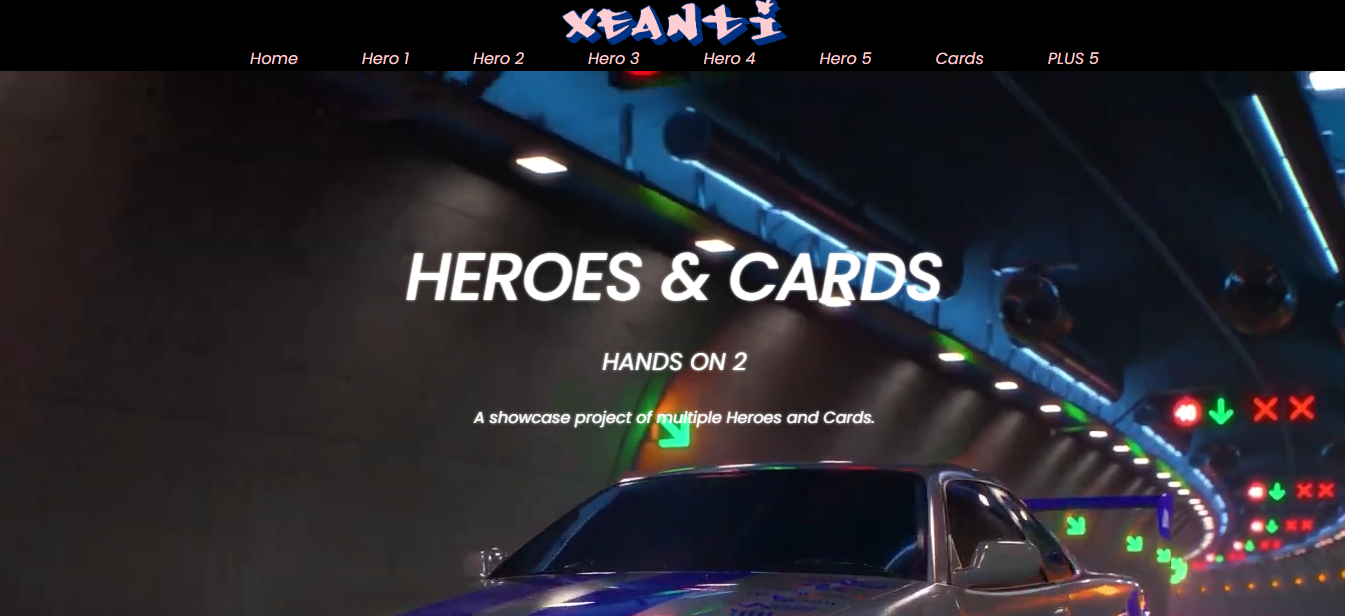 XEANTI
Home Hero 1 Hero 2 Hero 3 Hero 4 Hero 5 Cards PLUS 5
HEROES & CARDS
HANDS ON 2
A showcase project of multiple Heroes and Cards.
40